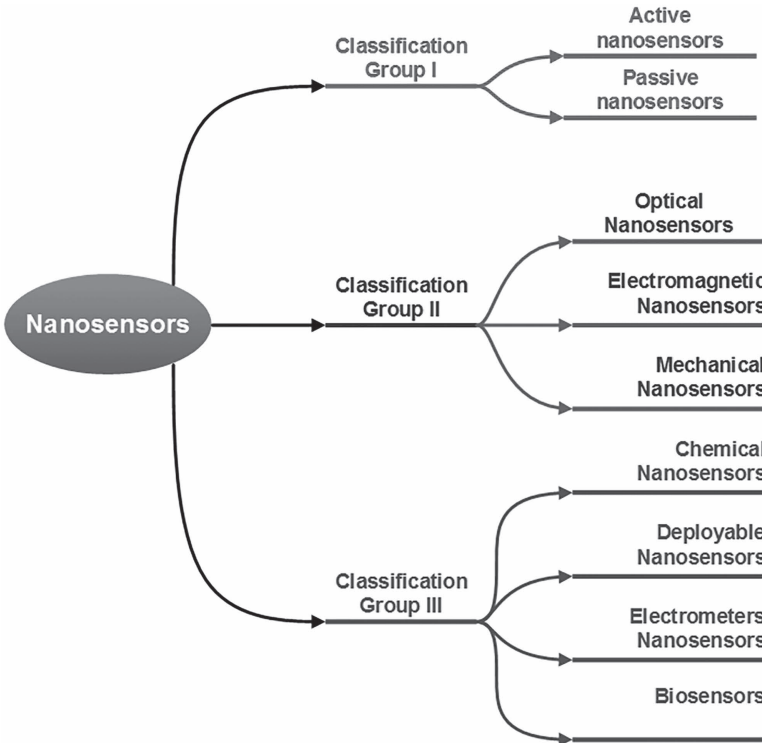 Nanosensors
Classification
Group I
Active
nanosensors
Passive
nanosensors
Classification
Group II
Optical
Nanosensors
Electromagnetic
Nanosensors
Mechanical
Nanosensors
Classification
Group III
Chemical
Nanosensors
Deployable
Nanosensors
Electrometers
Nanosensors
Biosensors